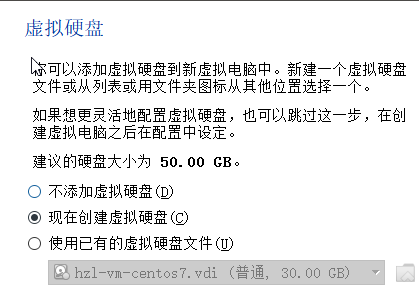 虚拟硬盘
你可以添加虚拟硬盘到新虚拟电脑中。新建一个虚拟硬盘
文件或从列表或用文件夹图标从其他位置选择一个。
如果想更灵活地配置虚拟硬盘，也可以跳过这一步，在创
建虚拟电脑之后在配置中设定。
建议的硬盘大小为 50.00 GB。
不添加虚拟硬盘(D)
现在创建虚拟硬盘(C)
使用已有的虚拟硬盘文件(U)
hzl-vm-centos7.vdi (普通, 30.00 GB)